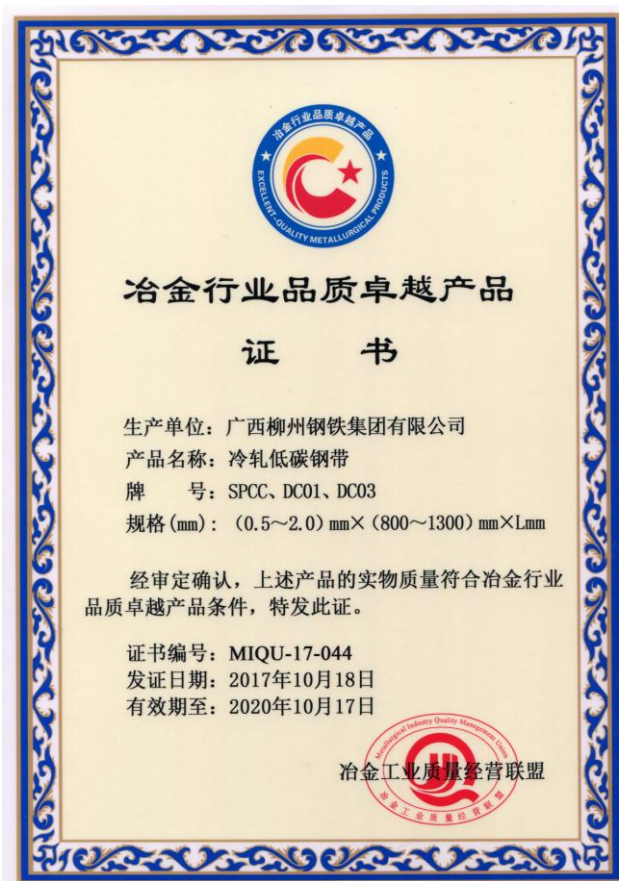 冶金行业品质卓越产品
EXCELLENT-QUALITY METALLURGICAL PRODUCTS
冶金行业品质卓越产品
证 书
生产单位：广西柳州钢铁集团有限公司
产品名称：冷轧低碳钢带
牌 号：SPCC、DC01、DC03
规格(mm)：（0.5～2.0）mm×（800～1300）mm×Lmm
经审定确认，上述产品的实物质量符合冶金行业
品质卓越产品条件，特发此证。
证书编号：MIQU-17-044
发证日期：2017年10月18日
有效期至：2020年10月17日
Metallurgical Industry Quality Management Union
冶金工业质量经营联盟
冶金工业质量经营联盟